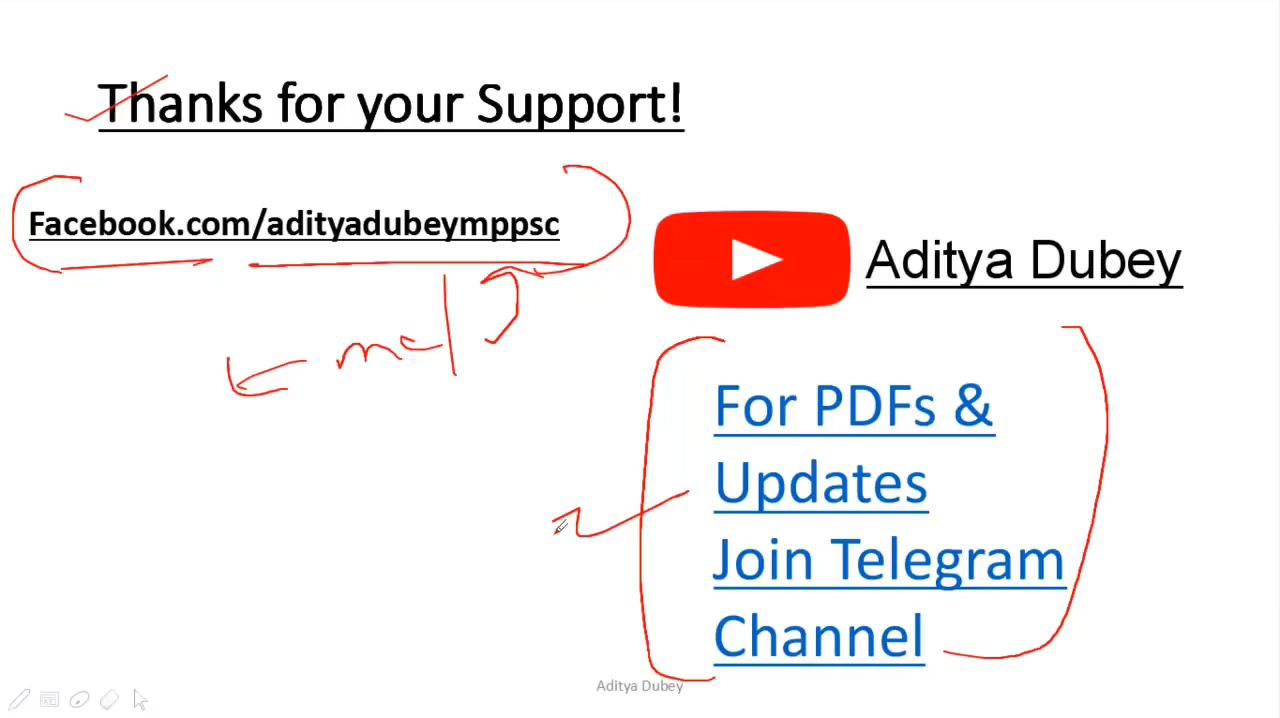 Thanks for your Support!
Facebook.com/adityadubeymppsc
Aditya Dubey
For PDFs &
Updates
Join Telegram
Channel
Aditya Dubey